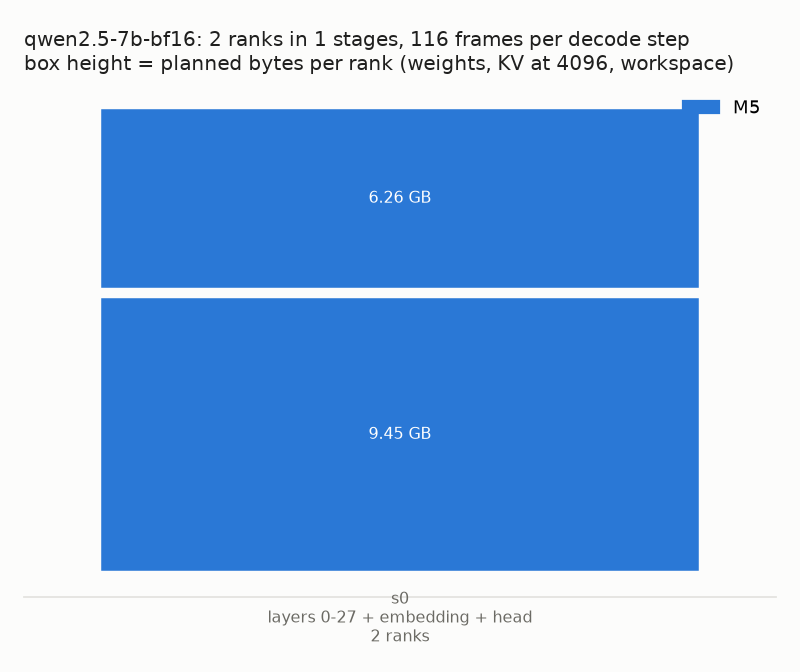 qwen2.5-7b-bf16: 2 ranks in 1 stages, 116 frames per decode step
box height = planned bytes per rank (weights, KV at 4096, workspace)
M5
6.26 GB
9.45 GB
s0
layers 0-27 + embedding + head
2 ranks